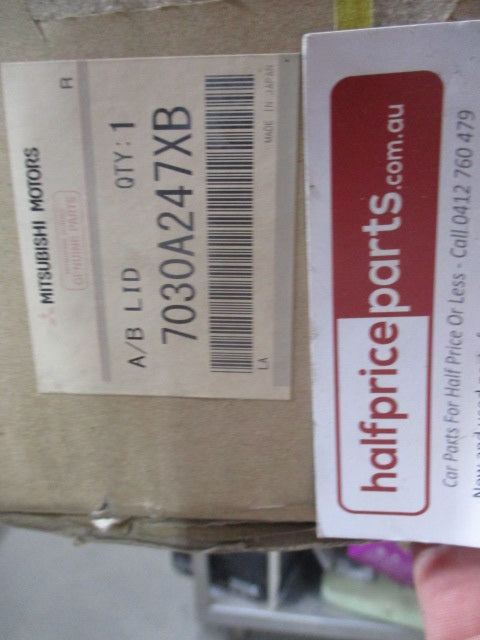 R
MITSUBISHI MOTORS
GENUINE PARTS
A/B LID QTY: 1
7030A247XB
LA MADE IN JAPAN
halfpriceparts.com.au
Car Parts For Half Price Or Less - Call 0412 760 479